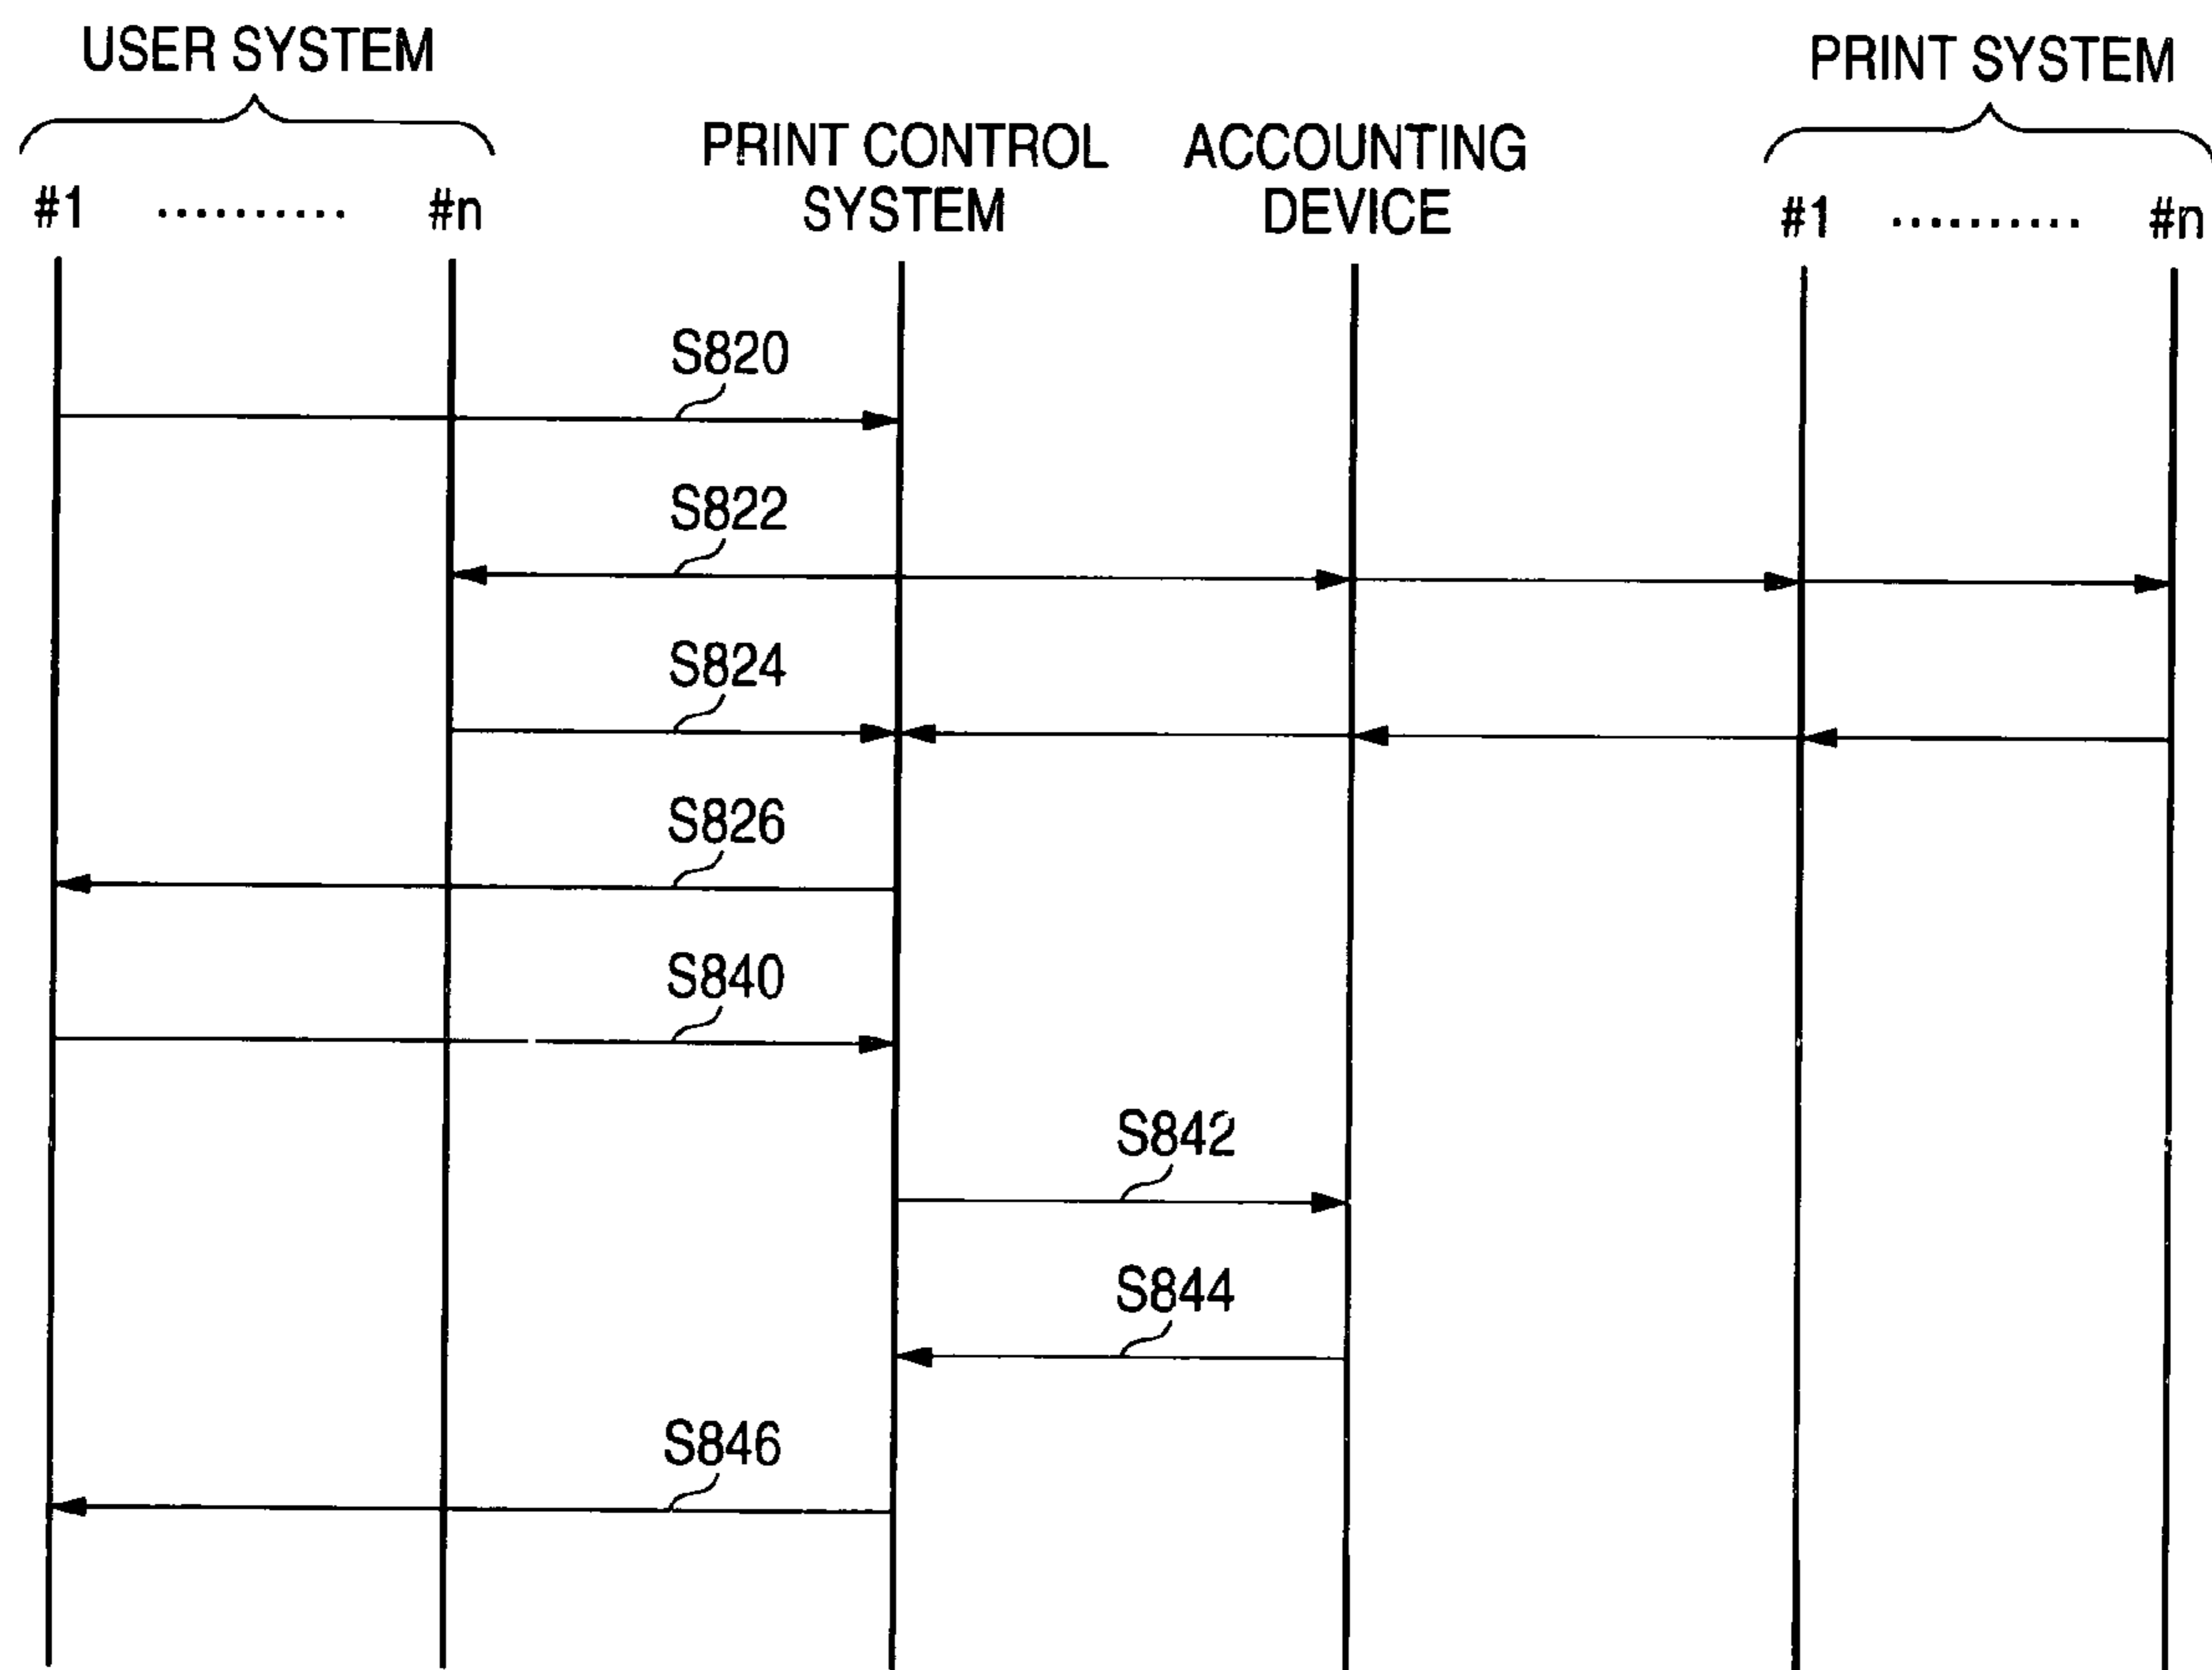 USER SYSTEM
PRINT SYSTEM
PRINT CONTROL
SYSTEM
ACCOUNTING
DEVICE
#1 .......... #n
#1 .......... #n
S820
S822
S824
S826
S840
S842
S844
S846